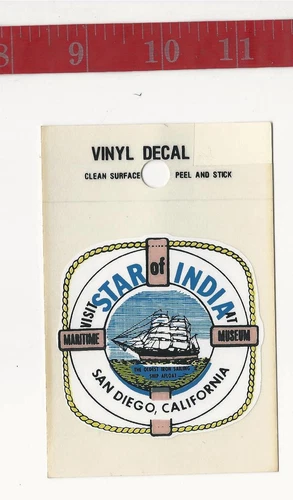 8 9 10 11
VINYL DECAL
CLEAN SURFACE PEEL AND STICK
VISIT STAR of INDIA AT
MARITIME MUSEUM
THE OLDEST IRON SAILING
SHIP AFLOAT
SAN DIEGO, CALIFORNIA